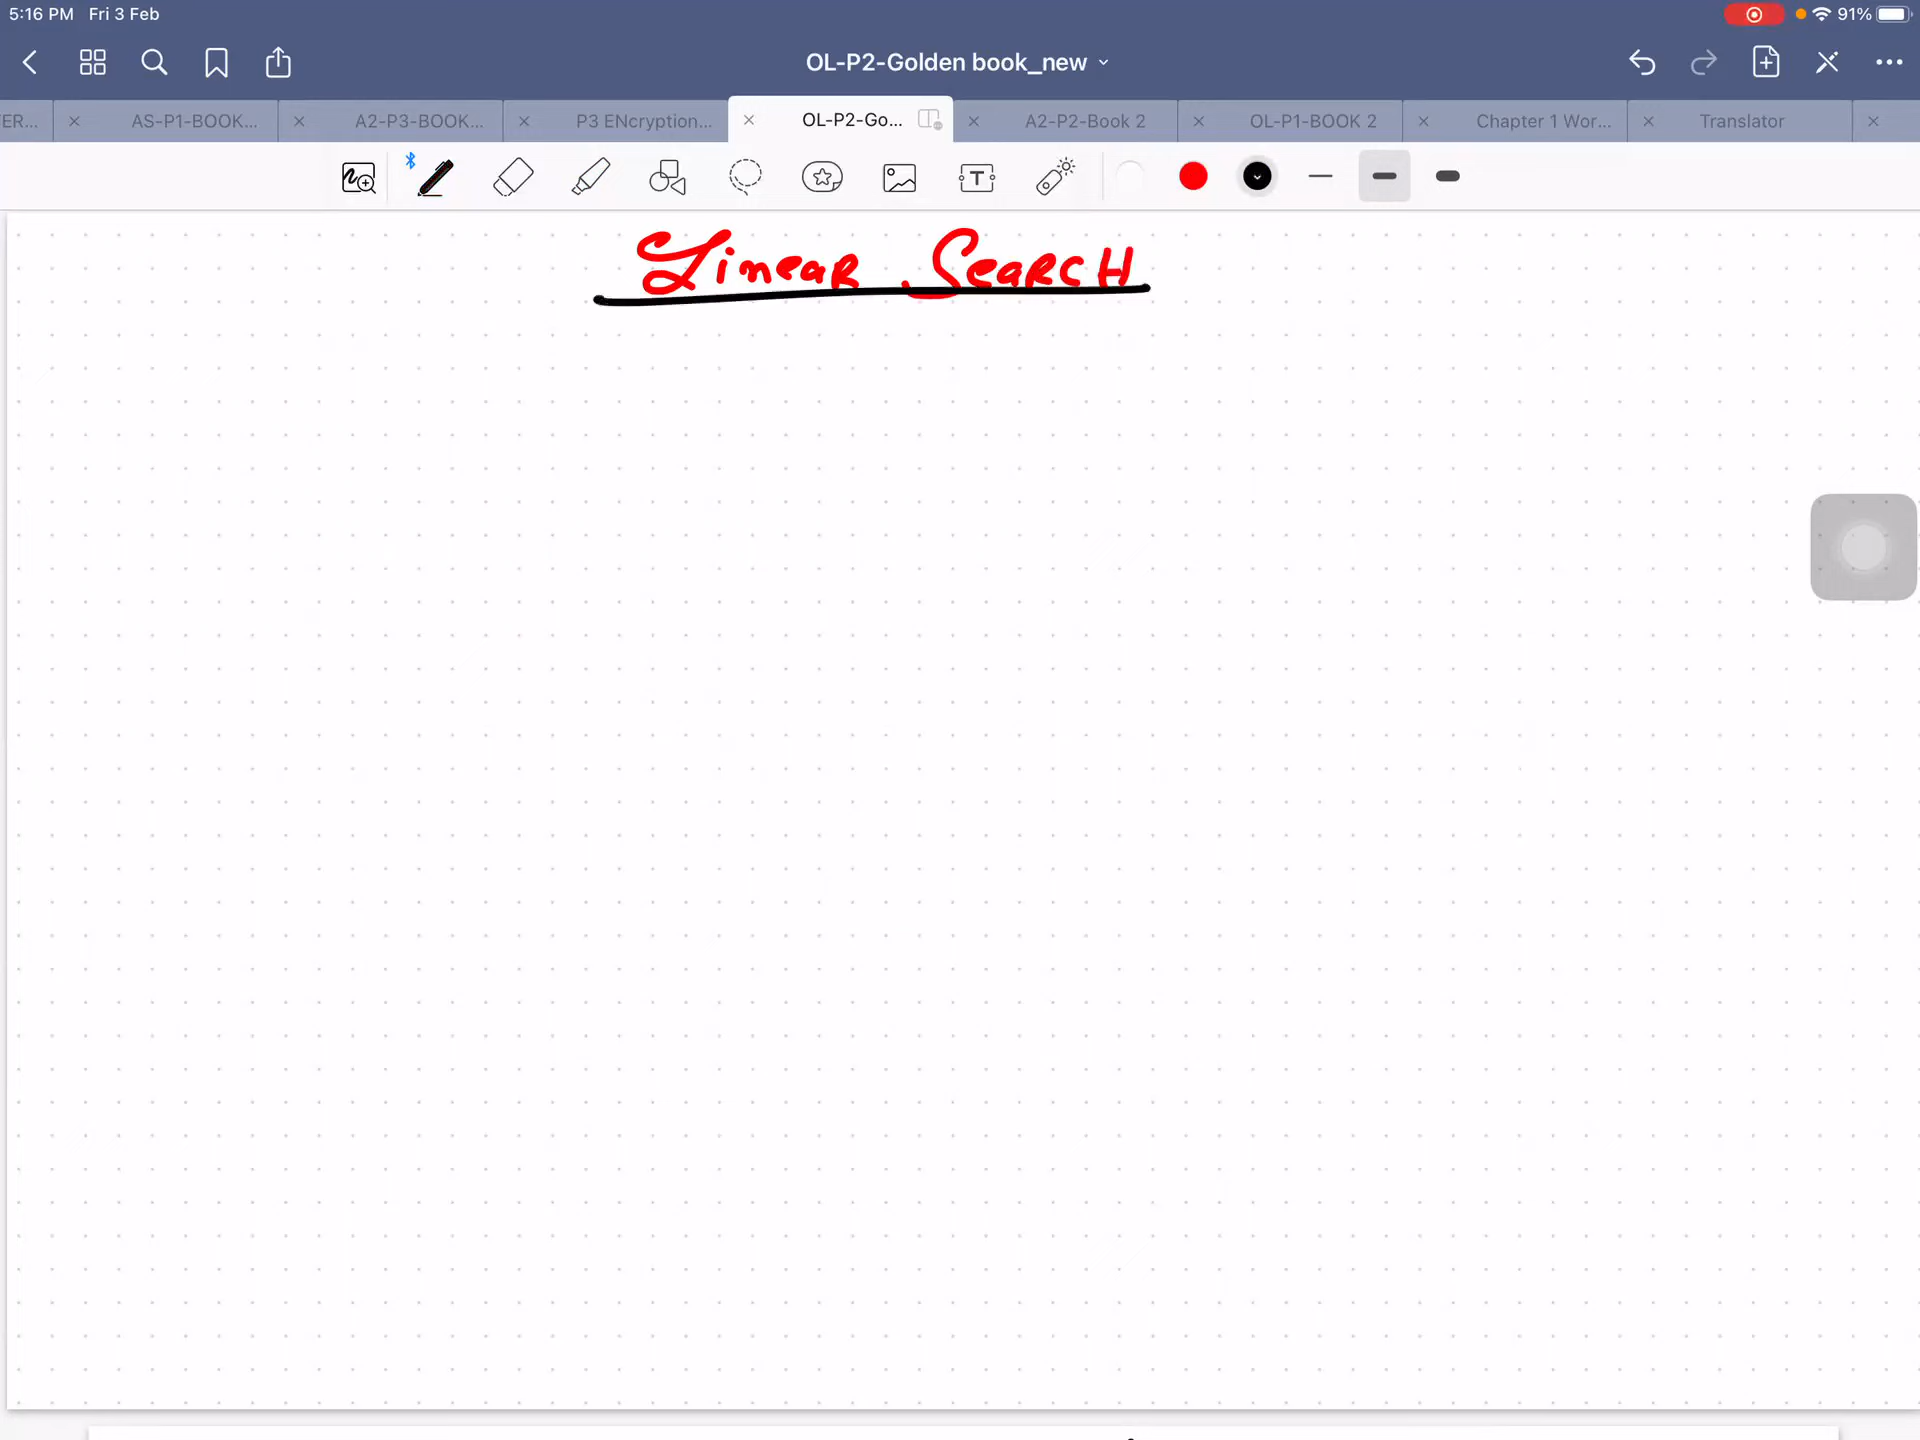 5:16 PM Fri 3 Feb 91%
OL-P2-Golden book_new
ER... AS-P1-BOOK... A2-P3-BOOK... P3 ENcryption... OL-P2-Go... A2-P2-Book 2 OL-P1-BOOK 2 Chapter 1 Wor... Translator
T
Linear Search